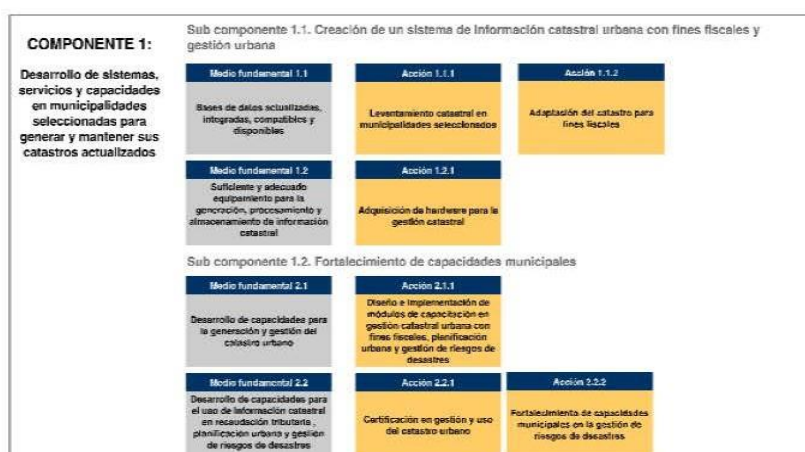 COMPONENTE 1:
Desarrollo de sistemas,
servicios y capacidades
en municipalidades
seleccionadas para
generar y mantener sus
catastros actualizados
Sub componente 1.1. Creación de un sistema de información catastral urbana con fines fiscales y
gestión urbana
Medio fundamental 1.1
Bases de datos actualizadas,
integradas, compatibles y
disponibles
Acción 1.1.1
Levantamiento catastral en
municipalidades seleccionados
Acción 1.1.2
Adaptación del catastro para
fines fiscales
Medio fundamental 1.2
Suficiente y adecuado
equipamiento para la
generación, procesamiento y
almacenamiento de información
catastral
Acción 1.2.1
Adquisición de hardware para la
gestión catastral
Sub componente 1.2. Fortalecimiento de capacidades municipales
Medio fundamental 2.1
Desarrollo de capacidades para
la generación y gestión del
catastro urbano
Acción 2.1.1
Diseño e implementación de
módulos de capacitación en
gestión catastral urbana con
fines fiscales, planificación
urbana y gestión de riesgos de
desastres
Medio fundamental 2.2
Desarrollo de capacidades para
el uso de información catastral
en recaudación tributaria ,
planificación urbana y gestión
de riesgos de desastres
Acción 2.2.1
Certificación en gestión y uso
del catastro urbano
Acción 2.2.2
Fortalecimiento de capacidades
municipales en la gestión de
riesgos de desastres